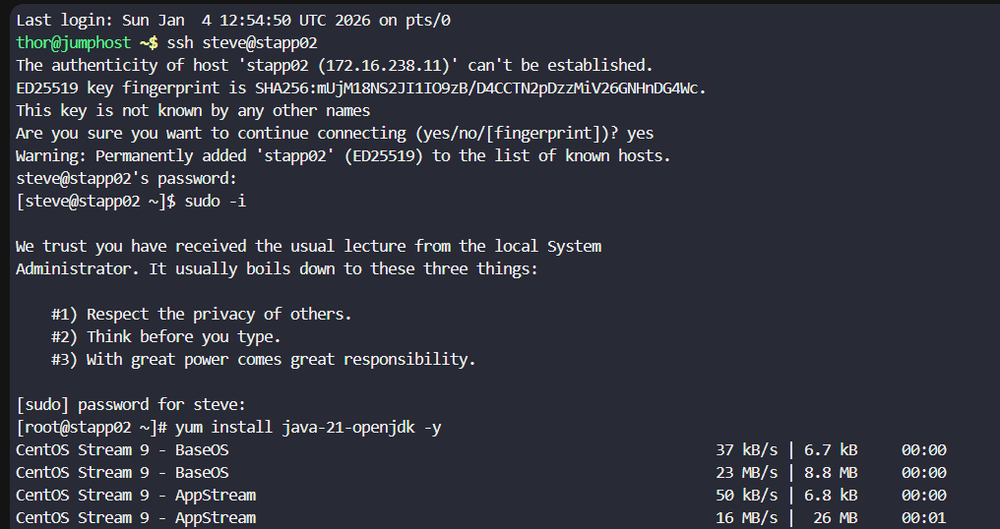 Last login: Sun Jan  4 12:54:50 UTC 2026 on pts/0
thor@jumphost ~$ ssh steve@stapp02
The authenticity of host 'stapp02 (172.16.238.11)' can't be established.
ED25519 key fingerprint is SHA256:mUjM18NS2JI1IO9zB/D4CCTN2pDzzMiV26GNHnDG4Wc.
This key is not known by any other names
Are you sure you want to continue connecting (yes/no/[fingerprint])? yes
Warning: Permanently added 'stapp02' (ED25519) to the list of known hosts.
steve@stapp02's password:
[steve@stapp02 ~]$ sudo -i

We trust you have received the usual lecture from the local System
Administrator. It usually boils down to these three things:

    #1) Respect the privacy of others.
    #2) Think before you type.
    #3) With great power comes great responsibility.

[sudo] password for steve:
[root@stapp02 ~]# yum install java-21-openjdk -y
CentOS Stream 9 - BaseOS                                                       37 kB/s | 6.7 kB     00:00
CentOS Stream 9 - BaseOS                                                       23 MB/s | 8.8 MB     00:00
CentOS Stream 9 - AppStream                                                    50 kB/s | 6.8 kB     00:00
CentOS Stream 9 - AppStream                                                    16 MB/s |  26 MB     00:01